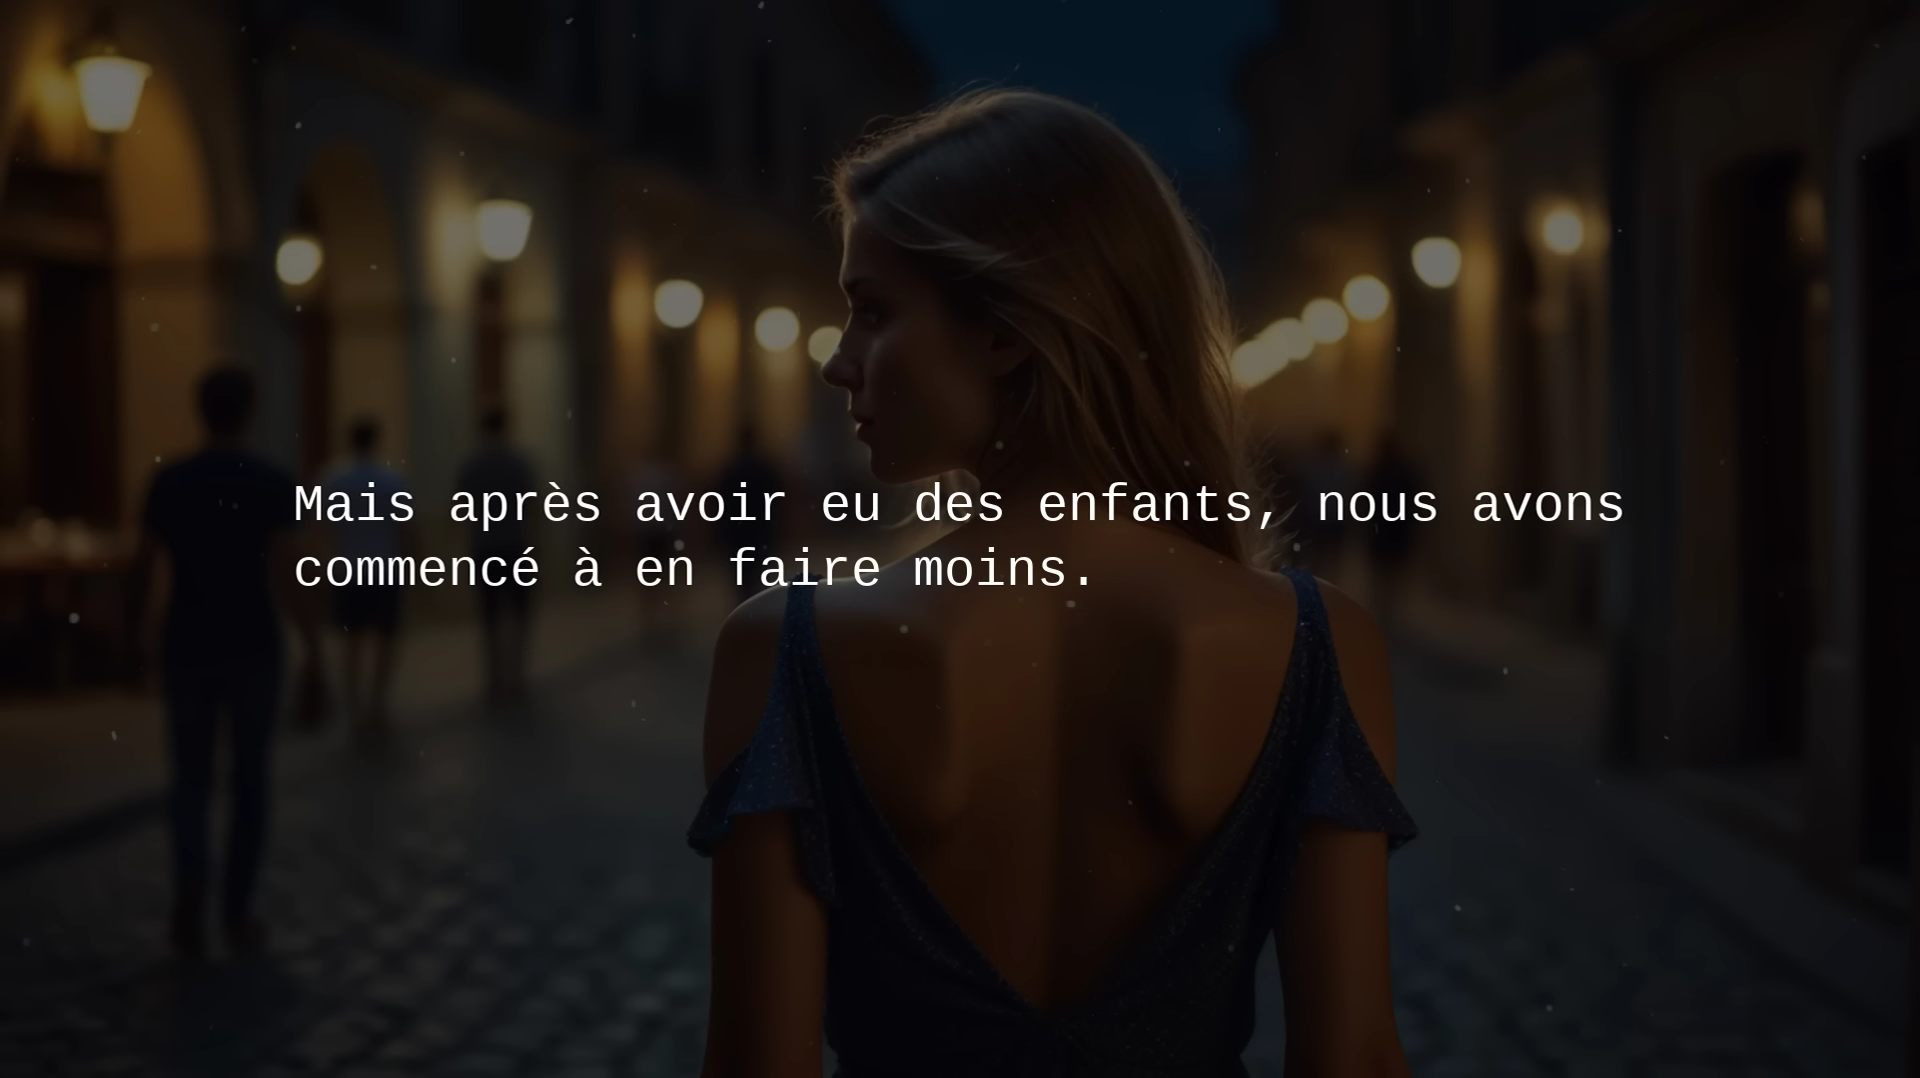 Mais après avoir eu des enfants, nous avons
commencé à en faire moins.